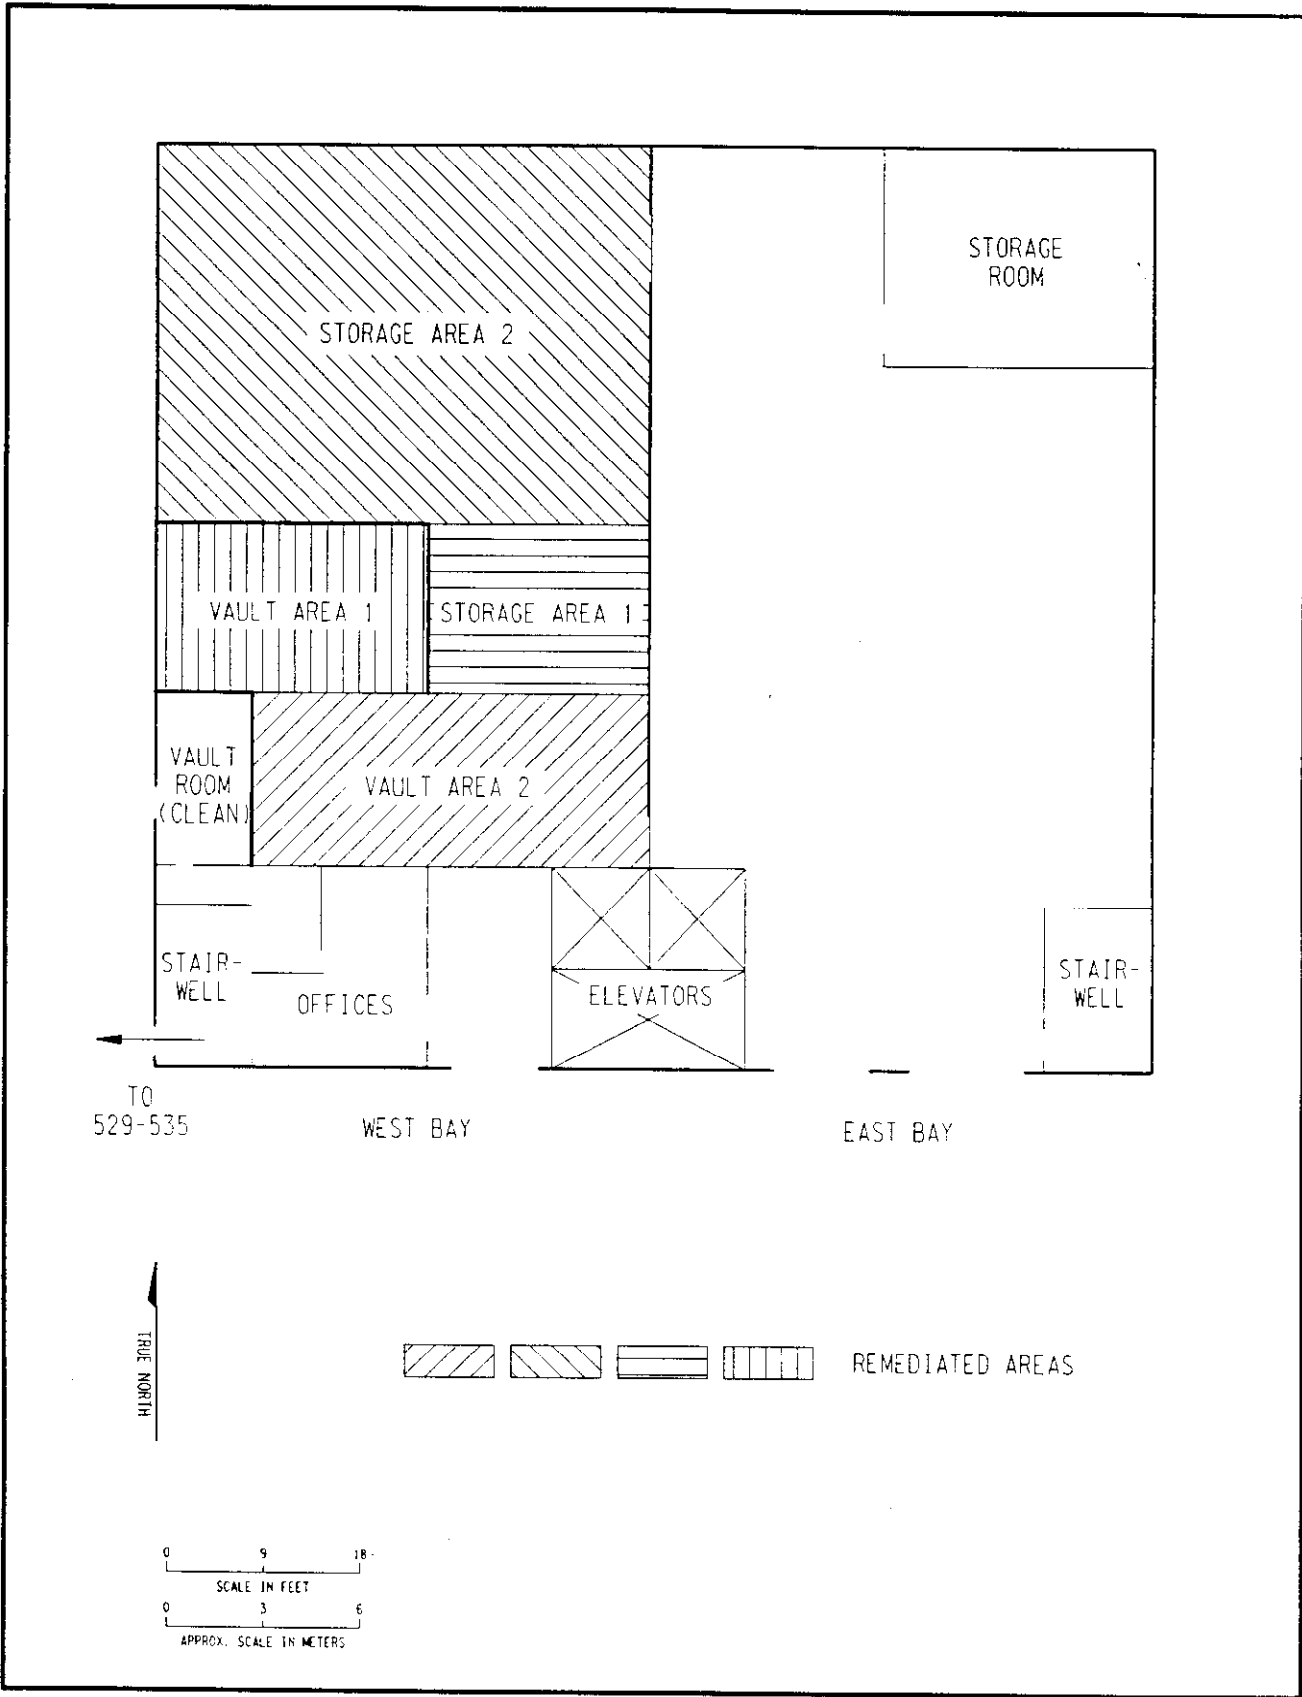 STORAGE
ROOM
STORAGE AREA 2
VAULT AREA 1
STORAGE AREA 1
VAULT
ROOM
(CLEAN)
VAULT AREA 2
STAIR-
WELL
OFFICES
ELEVATORS
STAIR-
WELL
TO
529-535
WEST BAY
EAST BAY
TRUE NORTH
REMEDIATED AREAS
0 9 18
SCALE IN FEET
0 3 6
APPROX. SCALE IN METERS